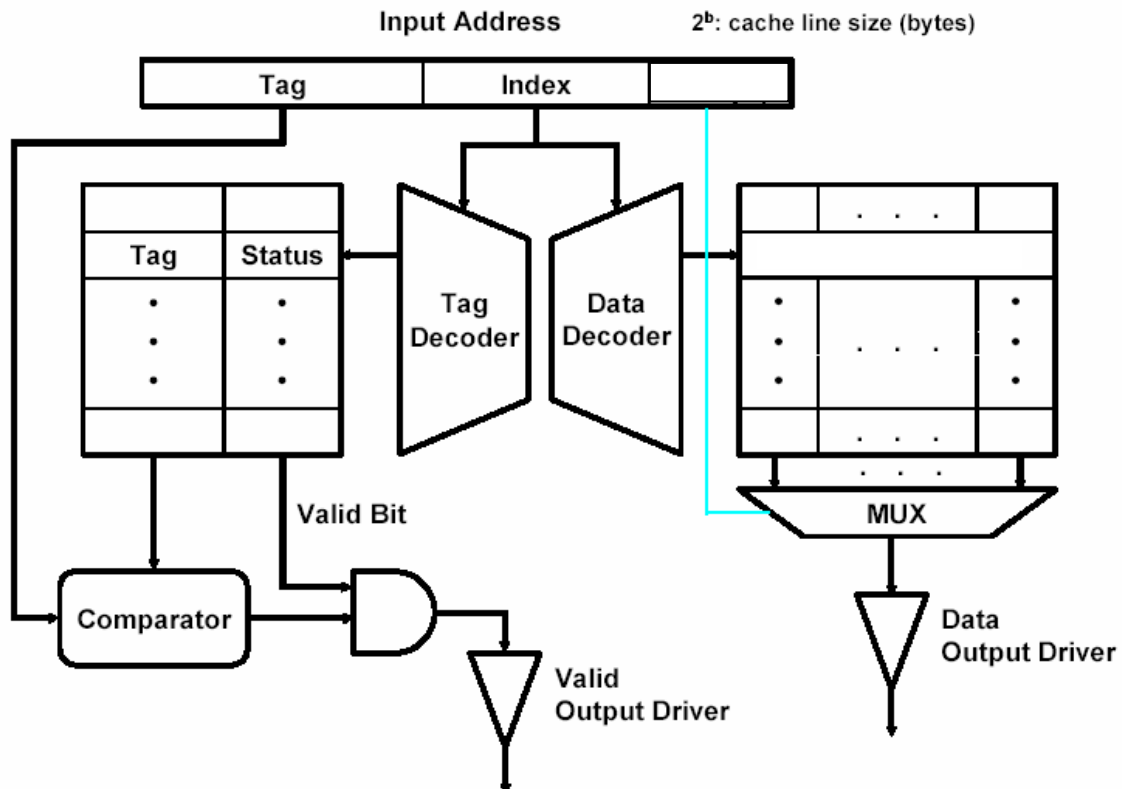 Input Address
2ᵇ: cache line size (bytes)
Tag
Index
. . .
Tag
Status
Tag
Decoder
Data
Decoder
. . .
. . .
. . .
Valid Bit
MUX
Comparator
Data
Output Driver
Valid
Output Driver